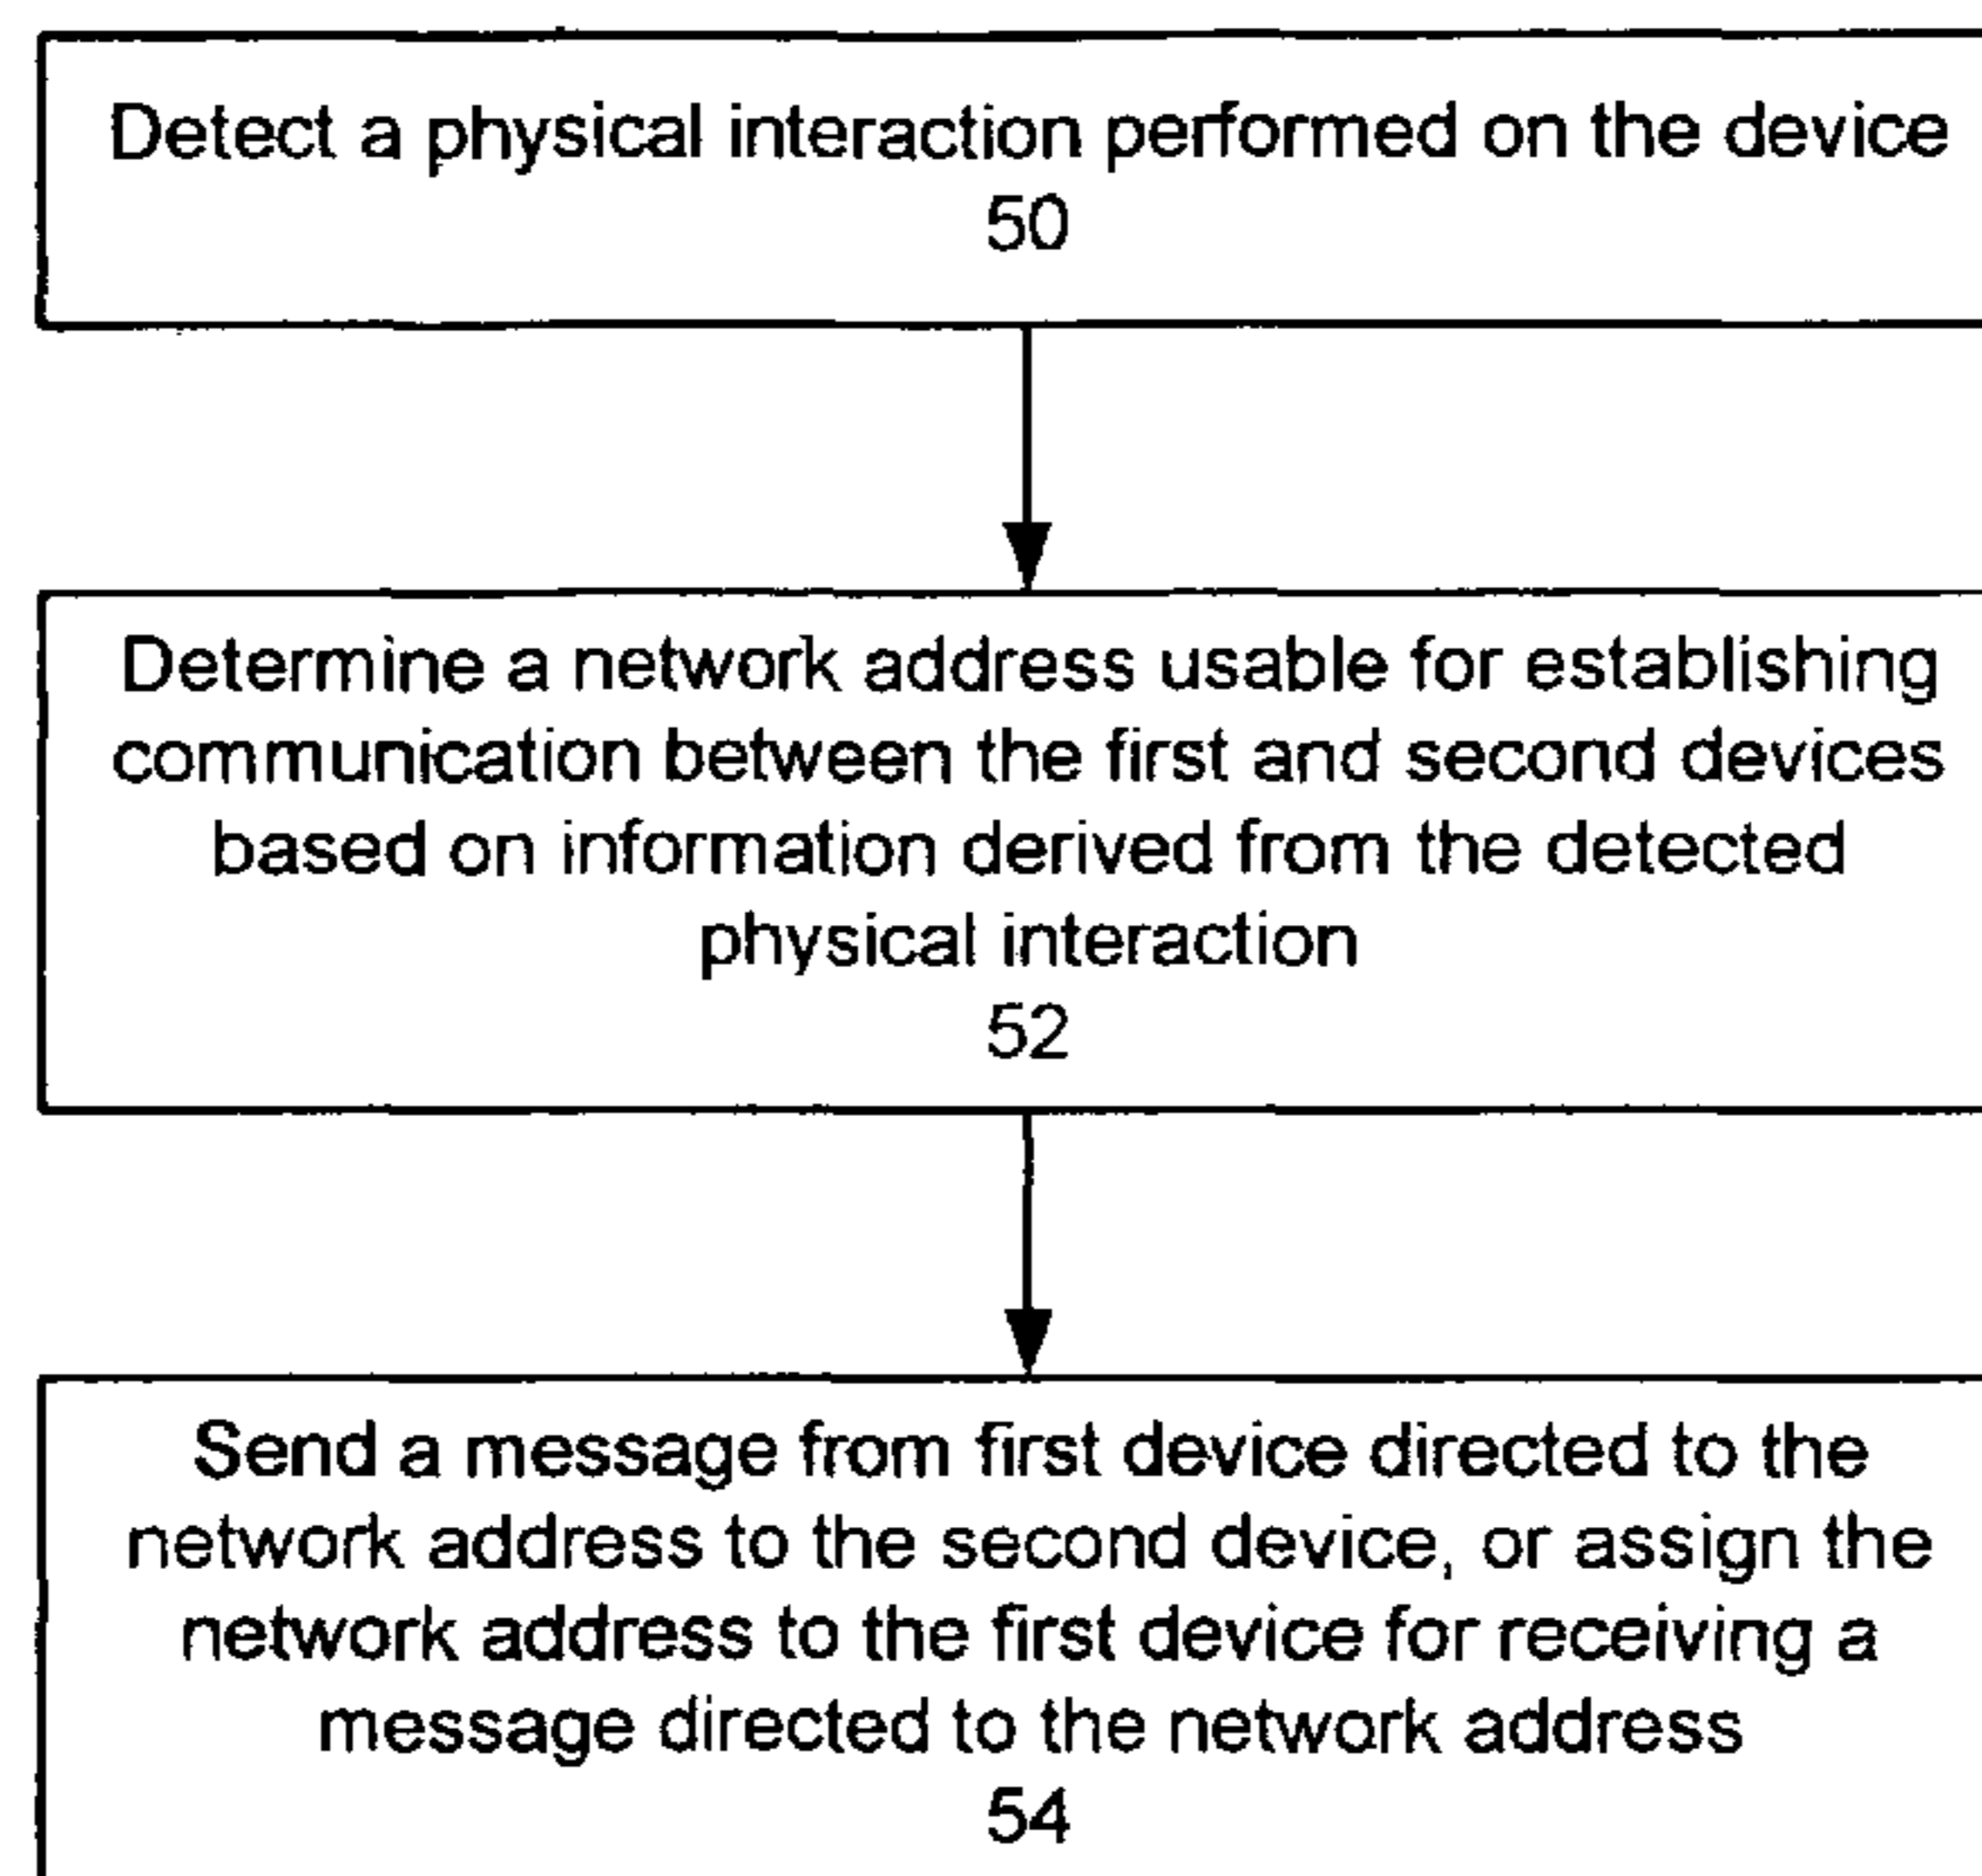 Detect a physical interaction performed on the device
50
Determine a network address usable for establishing
communication between the first and second devices
based on information derived from the detected
physical interaction
52
Send a message from first device directed to the
network address to the second device, or assign the
network address to the first device for receiving a
message directed to the network address
54